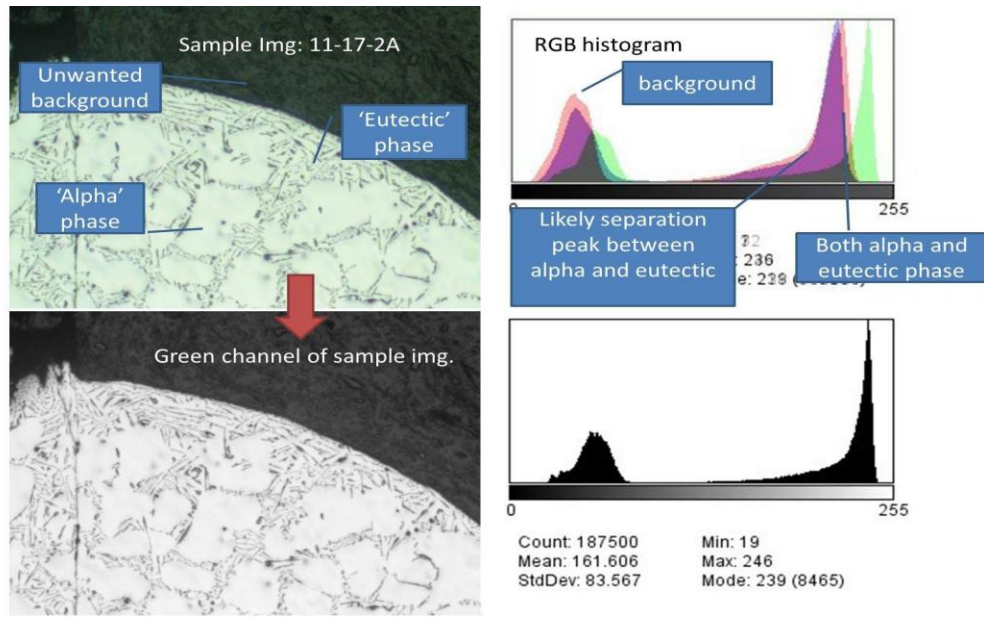 Sample Img: 11-17-2A
Unwanted
background
‘Eutectic’
phase
‘Alpha’
phase
Green channel of sample img.
RGB histogram
background
0
255
Likely separation
peak between
alpha and eutectic
Both alpha and
eutectic phase
0
255
Count: 187500
Min: 19
Mean: 161.606
Max: 246
StdDev: 83.567
Mode: 239 (8465)